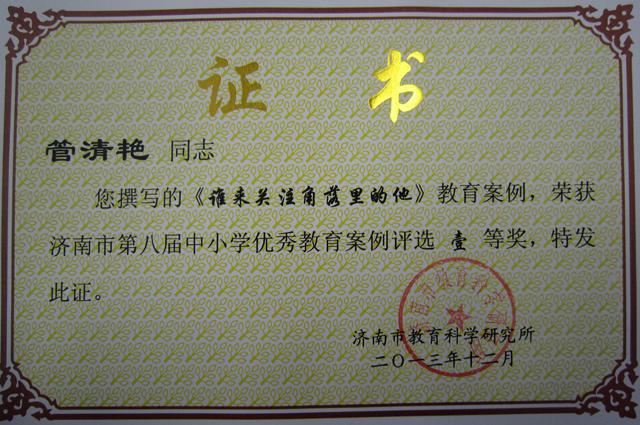 证 书
管清艳 同志
您撰写的《谁来关注角落里的他》教育案例，荣获
济南市第八届中小学优秀教育案例评选 壹 等奖，特发
此证。
济南市教育科学研究所
二〇一三年十二月